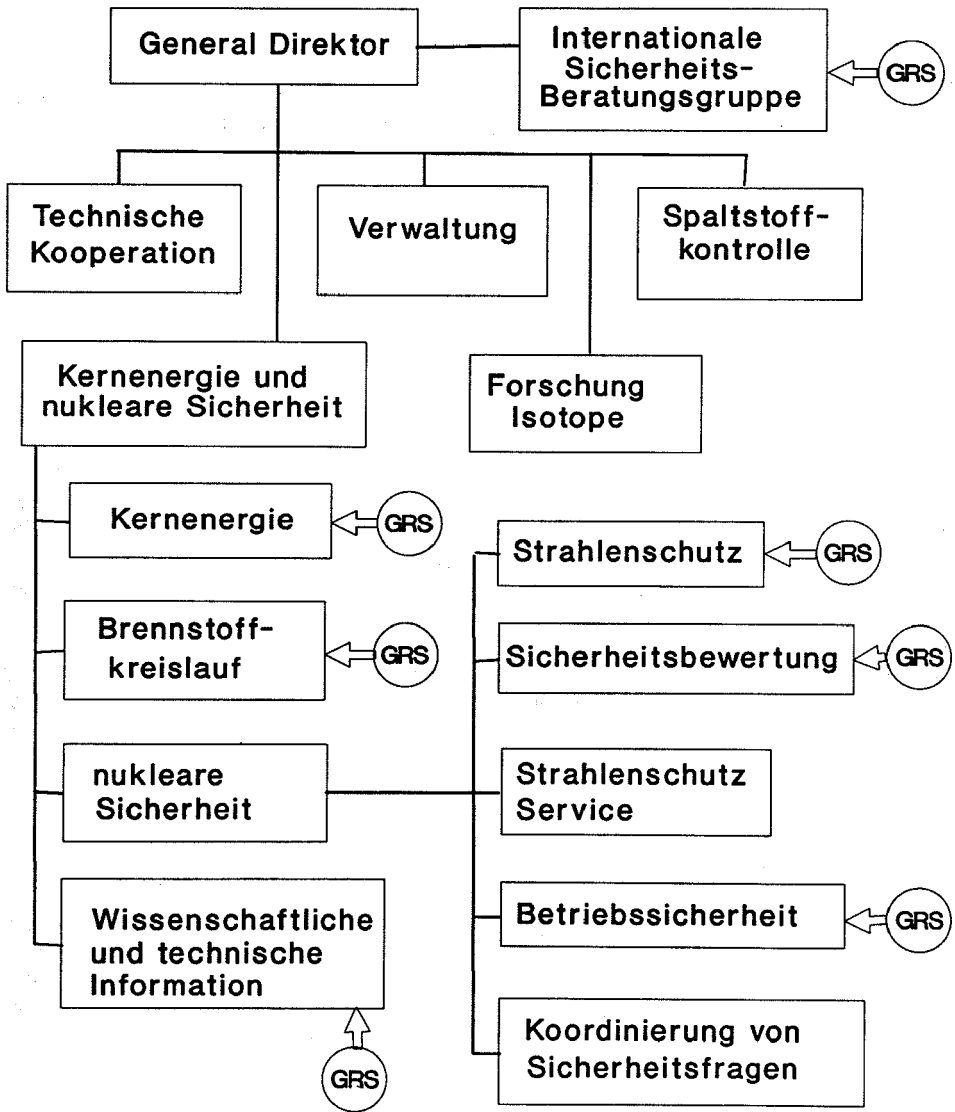 General Direktor
Internationale
Sicherheits-
Beratungsgruppe
GRS
Technische
Kooperation
Verwaltung
Spaltstoff-
kontrolle
Kernenergie und
nukleare Sicherheit
Forschung
Isotope
Kernenergie
GRS
Brennstoff-
kreislauf
GRS
nukleare
Sicherheit
Wissenschaftliche
und technische
Information
GRS
Strahlenschutz
GRS
Sicherheitsbewertung
GRS
Strahlenschutz
Service
Betriebssicherheit
GRS
Koordinierung von
Sicherheitsfragen